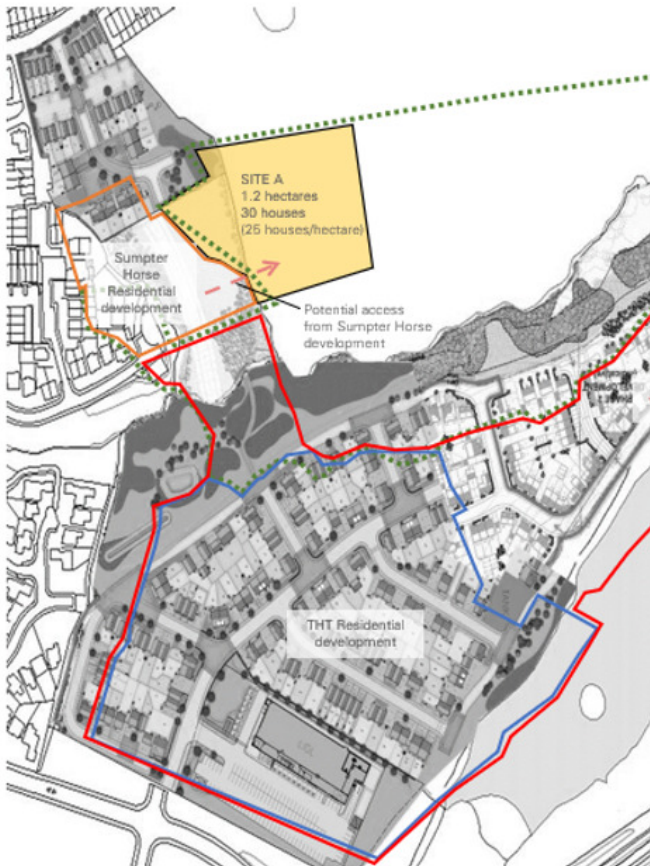 SITE A
1.2 hectares
30 houses
(25 houses/hectare)
Sumpter
Horse
Residential
development
Potential access
from Sumpter Horse
development
THT Residential
development